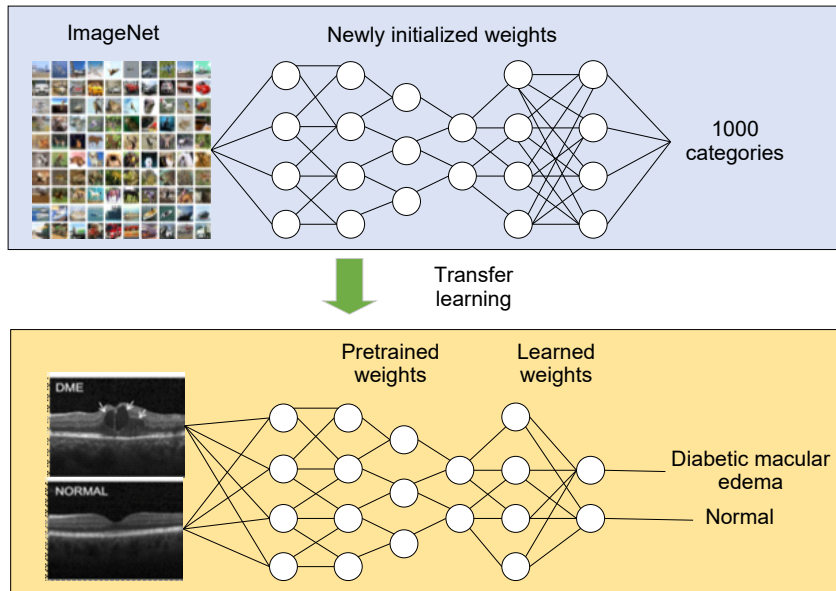 ImageNet
Newly initialized weights
1000
categories
Transfer
learning
Pretrained
weights
Learned
weights
DME
NORMAL
Diabetic macular
edema
Normal